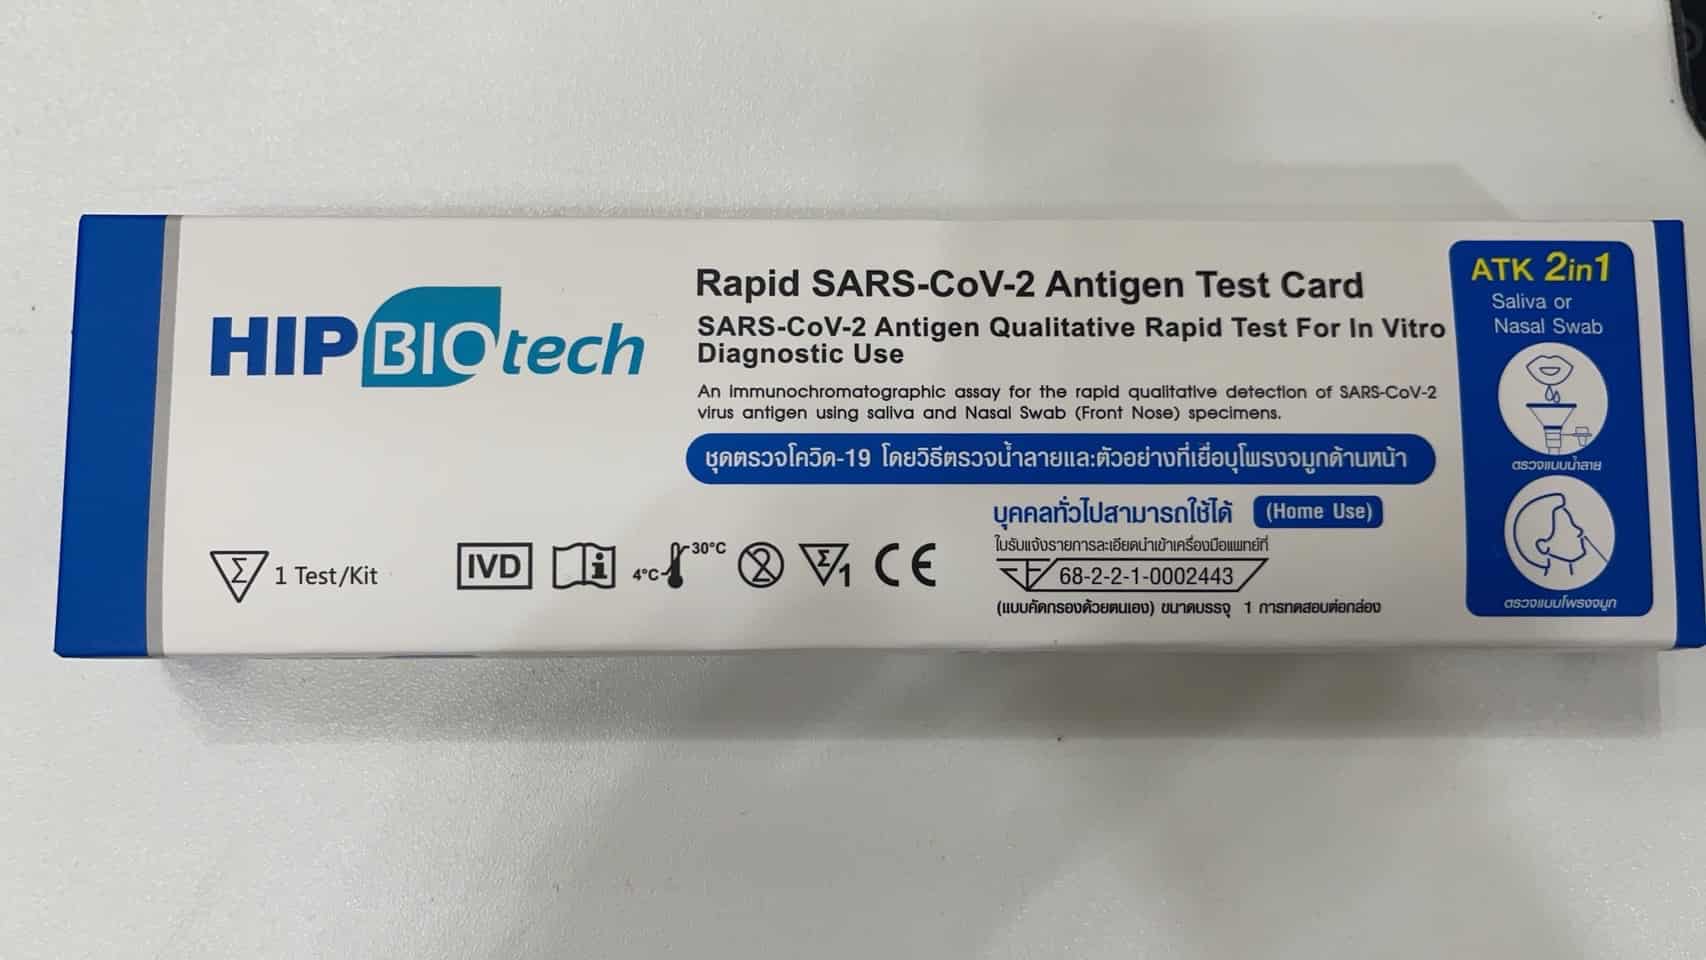 HIP BIOtech
Rapid SARS-CoV-2 Antigen Test Card
SARS-CoV-2 Antigen Qualitative Rapid Test For In Vitro
Diagnostic Use
An immunochromatographic assay for the rapid qualitative detection of SARS-CoV-2
virus antigen using saliva and Nasal Swab (Front Nose) specimens.
ชุดตรวจโควิด-19 โดยวิธีตรวจน้ำลายและตัวอย่างที่เยื่อบุโพรงจมูกด้านหน้า
บุคคลทั่วไปสามารถใช้ได้ (Home Use)
ใบรับแจ้งรายการละเอียดนำเข้าเครื่องมือแพทย์ที่
68-2-2-1-0002443
(แบบคัดกรองด้วยตนเอง) ขนาดบรรจุ 1 การทดสอบต่อกล่อง
Σ 1 Test/Kit
IVD
i
4°C 30°C
2
Σ 1
CE
ATK 2in1
Saliva or
Nasal Swab
ตรวจแบบน้ำลาย
ตรวจแบบโพรงจมูก